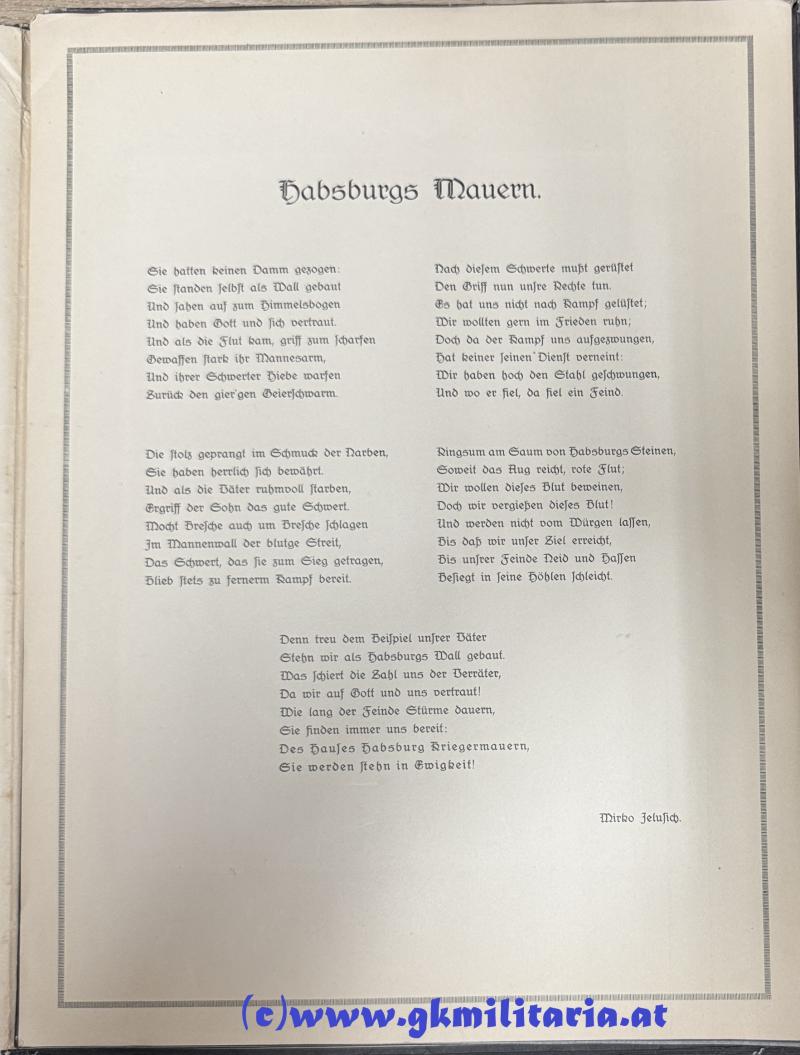 Habsburgs Mauern.
Sie hatten keinen Damm gezogen:
Sie standen selbst als Wall gebaut
Und sahen auf zum Himmelsbogen
Und haben Gott und sich vertraut.
Und als die Flut kam, griff zum scharfen
Gewaffen stark ihr Mannesarm,
Und ihrer Schwerter Hiebe warfen
Zurück den gier'gen Geierschwarm.
Die stolz geprangt im Schmuck der Narben,
Sie haben herrlich sich bewährt.
Und als die Väter ruhmvoll starben,
Ergriff der Sohn das gute Schwert.
Mocht Bresche auch um Bresche schlagen
Im Mannenwall der blutge Streit,
Das Schwert, das sie zum Sieg getragen,
Blieb stets zu fernerm Kampf bereit.
Nach diesem Schwerte mußt gerüstet
Den Griff nun unsre Rechte tun.
Es hat uns nicht nach Kampf gelüstet;
Wir wollten gern im Frieden ruhn;
Doch da der Kampf uns aufgezwungen,
Hat keiner seinen Dienst verneint:
Wir haben hoch den Stahl geschwungen,
Und wo er fiel, da fiel ein Feind.
Ringsum am Saum von Habsburgs Steinen,
Soweit das Aug reicht, rote Flut;
Wir wollen dieses Blut beweinen,
Doch wir vergießen dieses Blut!
Und werden nicht vom Würgen lassen,
Bis daß wir unser Ziel erreicht,
Bis unsrer Feinde Neid und Hassen
Besiegt in seine Höhlen schleicht.
Denn treu dem Beispiel unsrer Väter
Stehn wir als Habsburgs Wall gebaut.
Was schiert die Zahl uns der Verräter,
Da wir auf Gott und uns vertraut!
Wie lang der Feinde Stürme dauern,
Sie finden immer uns bereit:
Des Hauses Habsburg Kriegermauern,
Sie werden stehn in Ewigkeit!
Mirko Jelusich.
(c)www.gkmilitaria.at